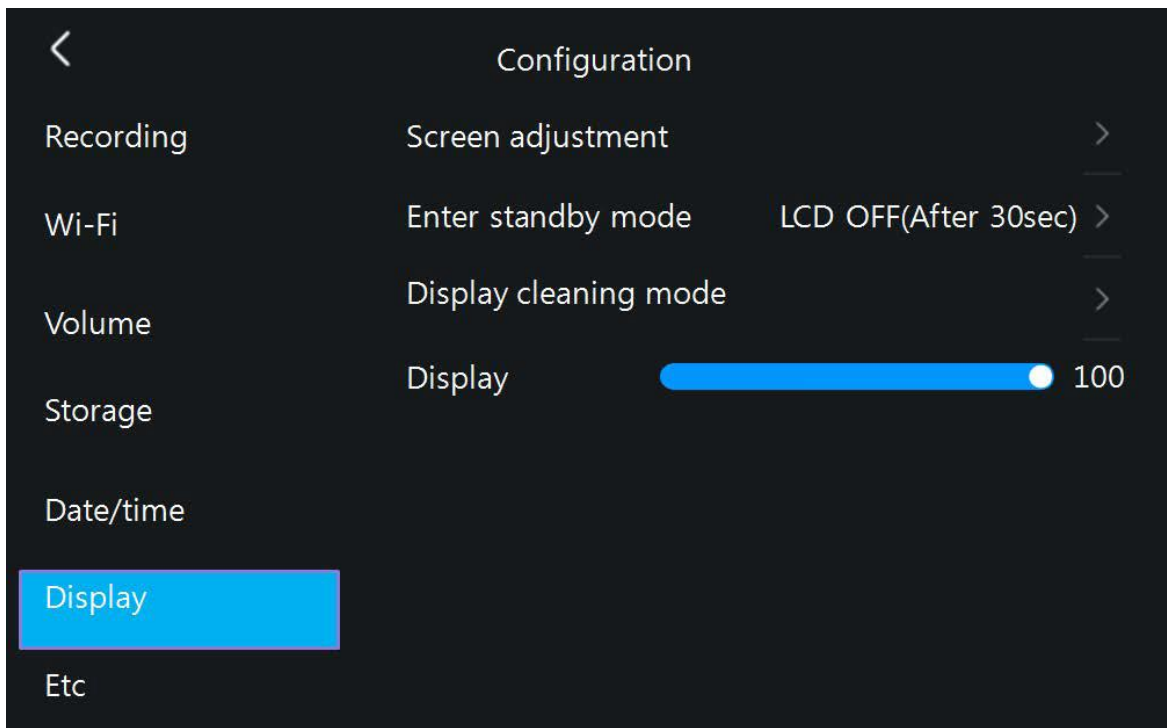 Configuration
Recording
Wi-Fi
Volume
Storage
Date/time
Display
Etc
Screen adjustment
Enter standby mode LCD OFF(After 30sec)
Display cleaning mode
Display 100